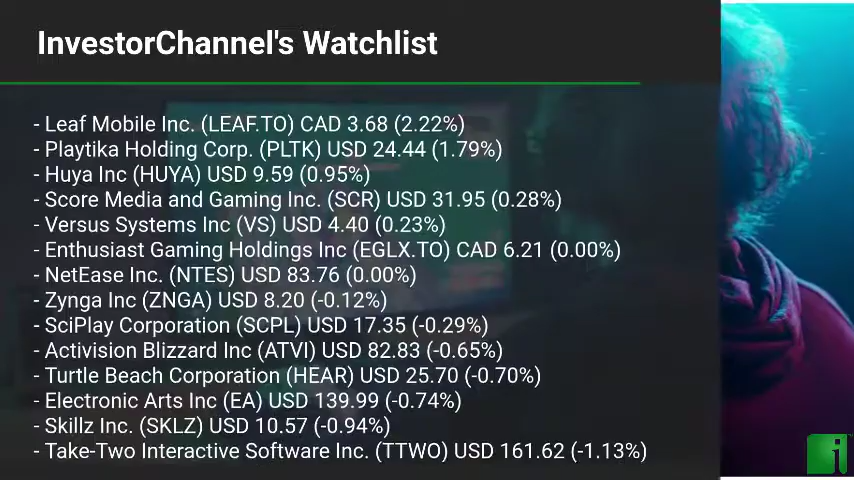 InvestorChannel's Watchlist
- Leaf Mobile Inc. (LEAF.TO) CAD 3.68 (2.22%)
- Playtika Holding Corp. (PLTK) USD 24.44 (1.79%)
- Huya Inc (HUYA) USD 9.59 (0.95%)
- Score Media and Gaming Inc. (SCR) USD 31.95 (0.28%)
- Versus Systems Inc (VS) USD 4.40 (0.23%)
- Enthusiast Gaming Holdings Inc (EGLX.TO) CAD 6.21 (0.00%)
- NetEase Inc. (NTES) USD 83.76 (0.00%)
- Zynga Inc (ZNGA) USD 8.20 (-0.12%)
- SciPlay Corporation (SCPL) USD 17.35 (-0.29%)
- Activision Blizzard Inc (ATVI) USD 82.83 (-0.65%)
- Turtle Beach Corporation (HEAR) USD 25.70 (-0.70%)
- Electronic Arts Inc (EA) USD 139.99 (-0.74%)
- Skillz Inc. (SKLZ) USD 10.57 (-0.94%)
- Take-Two Interactive Software Inc. (TTWO) USD 161.62 (-1.13%)
i